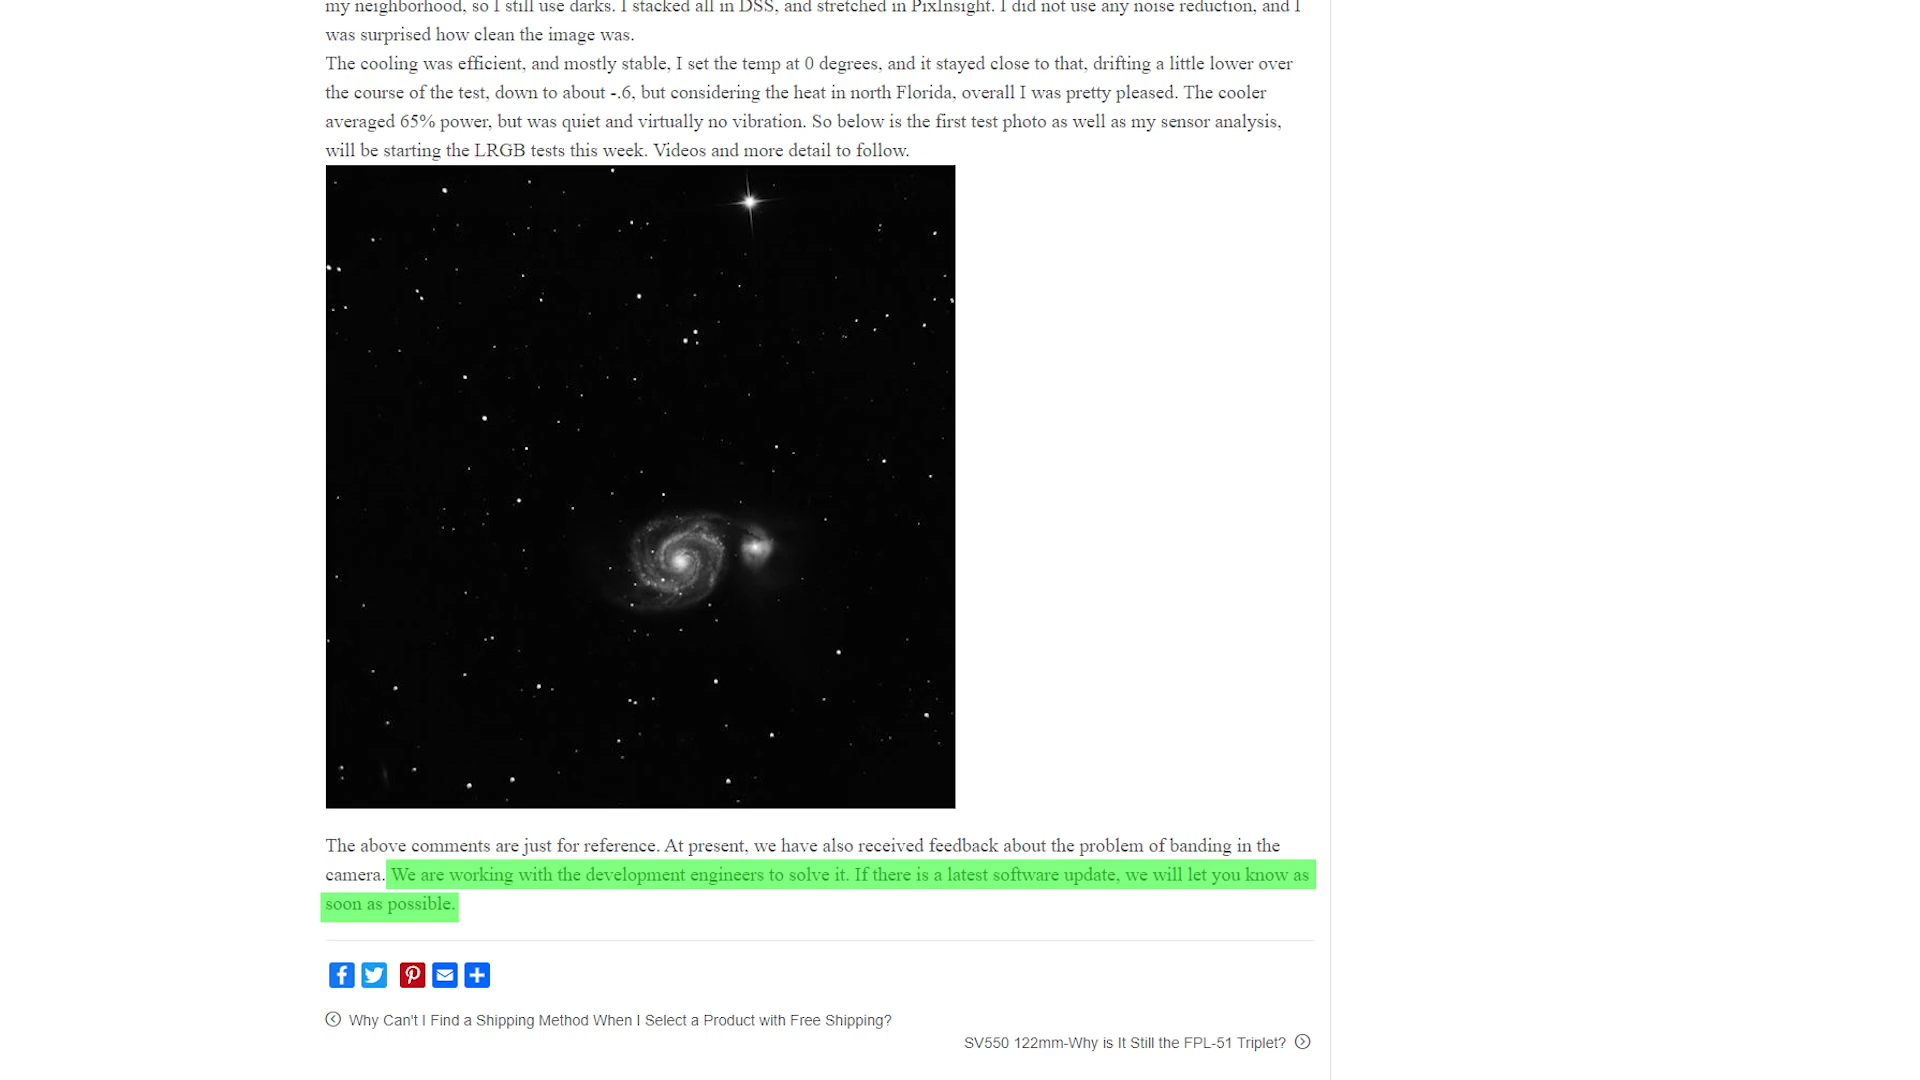 my neighborhood, so I still use darks. I stacked all in DSS, and stretched in PixInsight. I did not use any noise reduction, and I
was surprised how clean the image was.
The cooling was efficient, and mostly stable, I set the temp at 0 degrees, and it stayed close to that, drifting a little lower over
the course of the test, down to about -.6, but considering the heat in north Florida, overall I was pretty pleased. The cooler
averaged 65% power, but was quiet and virtually no vibration. So below is the first test photo as well as my sensor analysis,
will be starting the LRGB tests this week. Videos and more detail to follow.
The above comments are just for reference. At present, we have also received feedback about the problem of banding in the
camera. We are working with the development engineers to solve it. If there is a latest software update, we will let you know as
soon as possible.
Why Can't I Find a Shipping Method When I Select a Product with Free Shipping?
SV550 122mm-Why is It Still the FPL-51 Triplet?